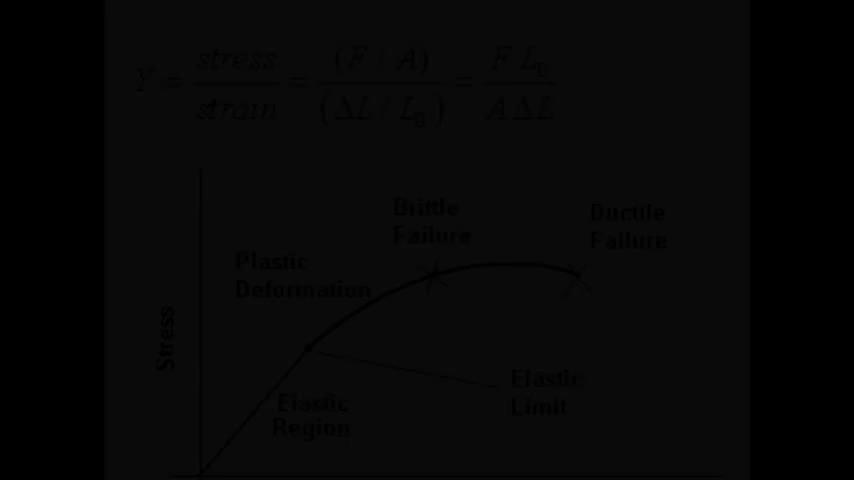 Y = stress / strain = (F / A) / (ΔL / L₀) = F L₀ / A ΔL
Brittle
Failure
Ductile
Failure
Plastic
Deformation
Stress
Elastic
Limit
Elastic
Region